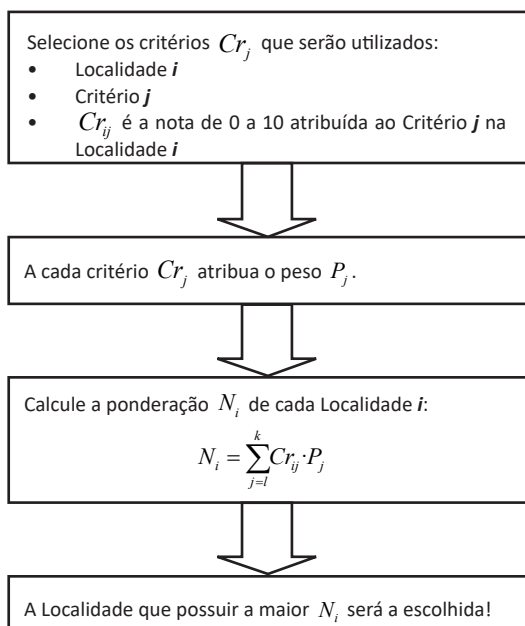 Selecione os critérios Cr_j que serão utilizados:
• Localidade i
• Critério j
• Cr_ij é a nota de 0 a 10 atribuída ao Critério j na
Localidade i
A cada critério Cr_j atribua o peso P_j.
Calcule a ponderação N_i de cada Localidade i:
N_i = ∑_{j=l}^{k} Cr_ij · P_j
A Localidade que possuir a maior N_i será a escolhida!